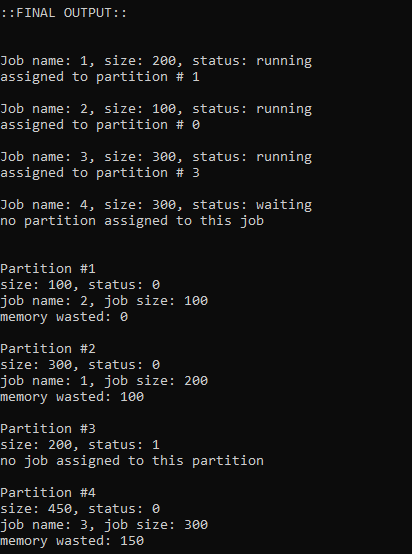 ::FINAL OUTPUT::
Job name: 1, size: 200, status: running
assigned to partition # 1
Job name: 2, size: 100, status: running
assigned to partition # 0
Job name: 3, size: 300, status: running
assigned to partition # 3
Job name: 4, size: 300, status: waiting
no partition assigned to this job
Partition #1
size: 100, status: 0
job name: 2, job size: 100
memory wasted: 0
Partition #2
size: 300, status: 0
job name: 1, job size: 200
memory wasted: 100
Partition #3
size: 200, status: 1
no job assigned to this partition
Partition #4
size: 450, status: 0
job name: 3, job size: 300
memory wasted: 150